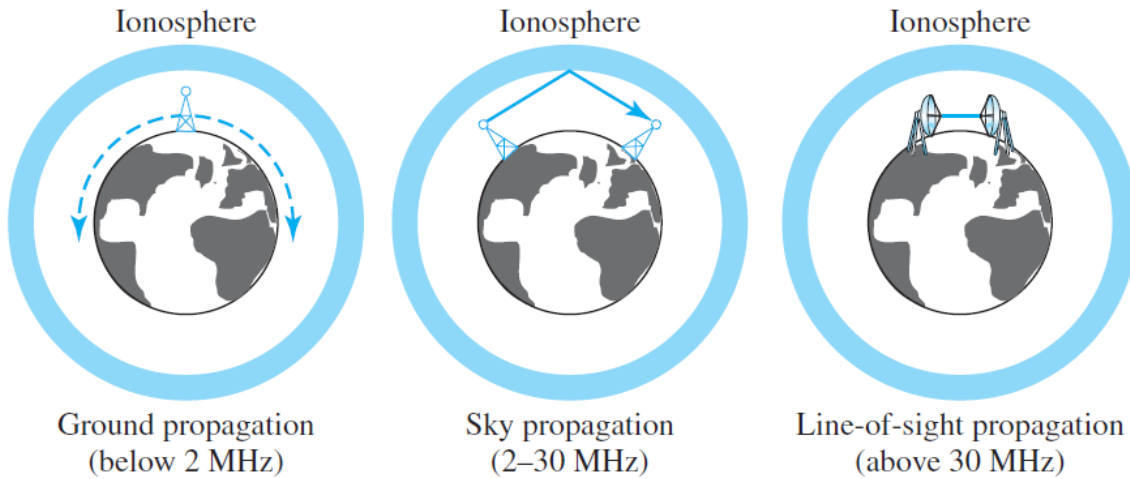 Ionosphere
Ground propagation
(below 2 MHz)
Ionosphere
Sky propagation
(2–30 MHz)
Ionosphere
Line-of-sight propagation
(above 30 MHz)